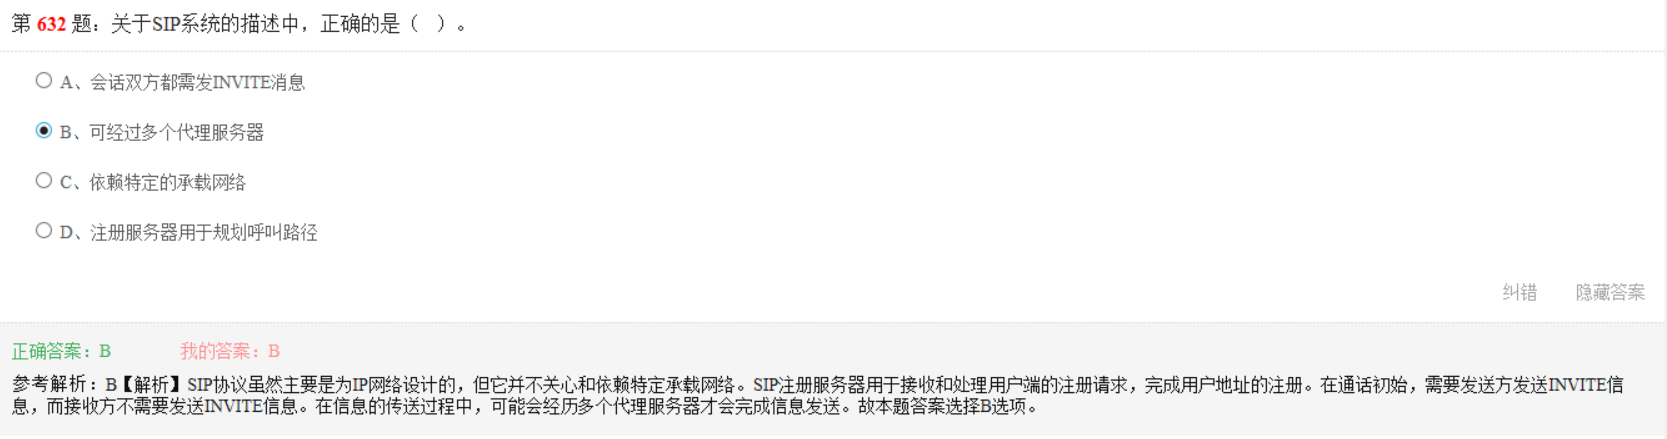 第 632 题：关于SIP系统的描述中，正确的是（ ）。
A、会话双方都需发INVITE消息
B、可经过多个代理服务器
C、依赖特定的承载网络
D、注册服务器用于规划呼叫路径
纠错 隐藏答案
正确答案：B 我的答案：B
参考解析：B【解析】SIP协议虽然主要是为IP网络设计的，但它并不关心和依赖特定承载网络。SIP注册服务器用于接收和处理用户端的注册请求，完成用户地址的注册。在通话初始，需要发送方发送INVITE信
息，而接收方不需要发送INVITE信息。在信息的传送过程中，可能会经历多个代理服务器才会完成信息发送。故本题答案选择B选项。